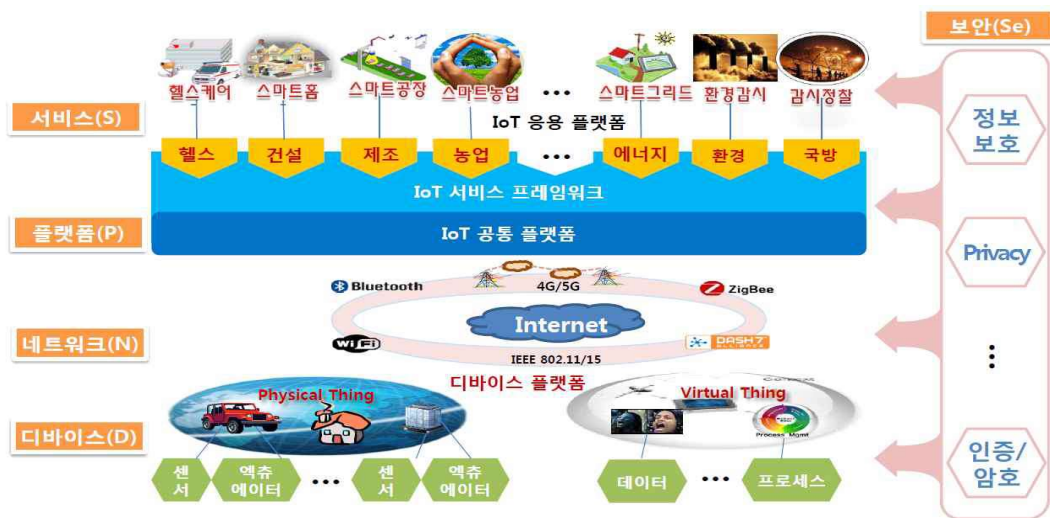 보안(Se)
헬스케어 스마트홈 스마트공장 스마트농업 ••• 스마트그리드 환경감시 감시정찰
서비스(S)
IoT 응용 플랫폼
정보
보호
헬스 건설 제조 농업 ••• 에너지 환경 국방
IoT 서비스 프레임워크
플랫폼(P)
IoT 공통 플랫폼
Privacy
Bluetooth
4G/5G
ZigBee
Internet
네트워크(N)
WiFi
DASH7
ALLIANCE
IEEE 802.11/15
디바이스 플랫폼
Physical Thing
Virtual Thing
Process Mgmt
디바이스(D)
인증/
암호
센
서
엑츄
에이터
•••
센
서
엑츄
에이터
데이터
•••
프로세스